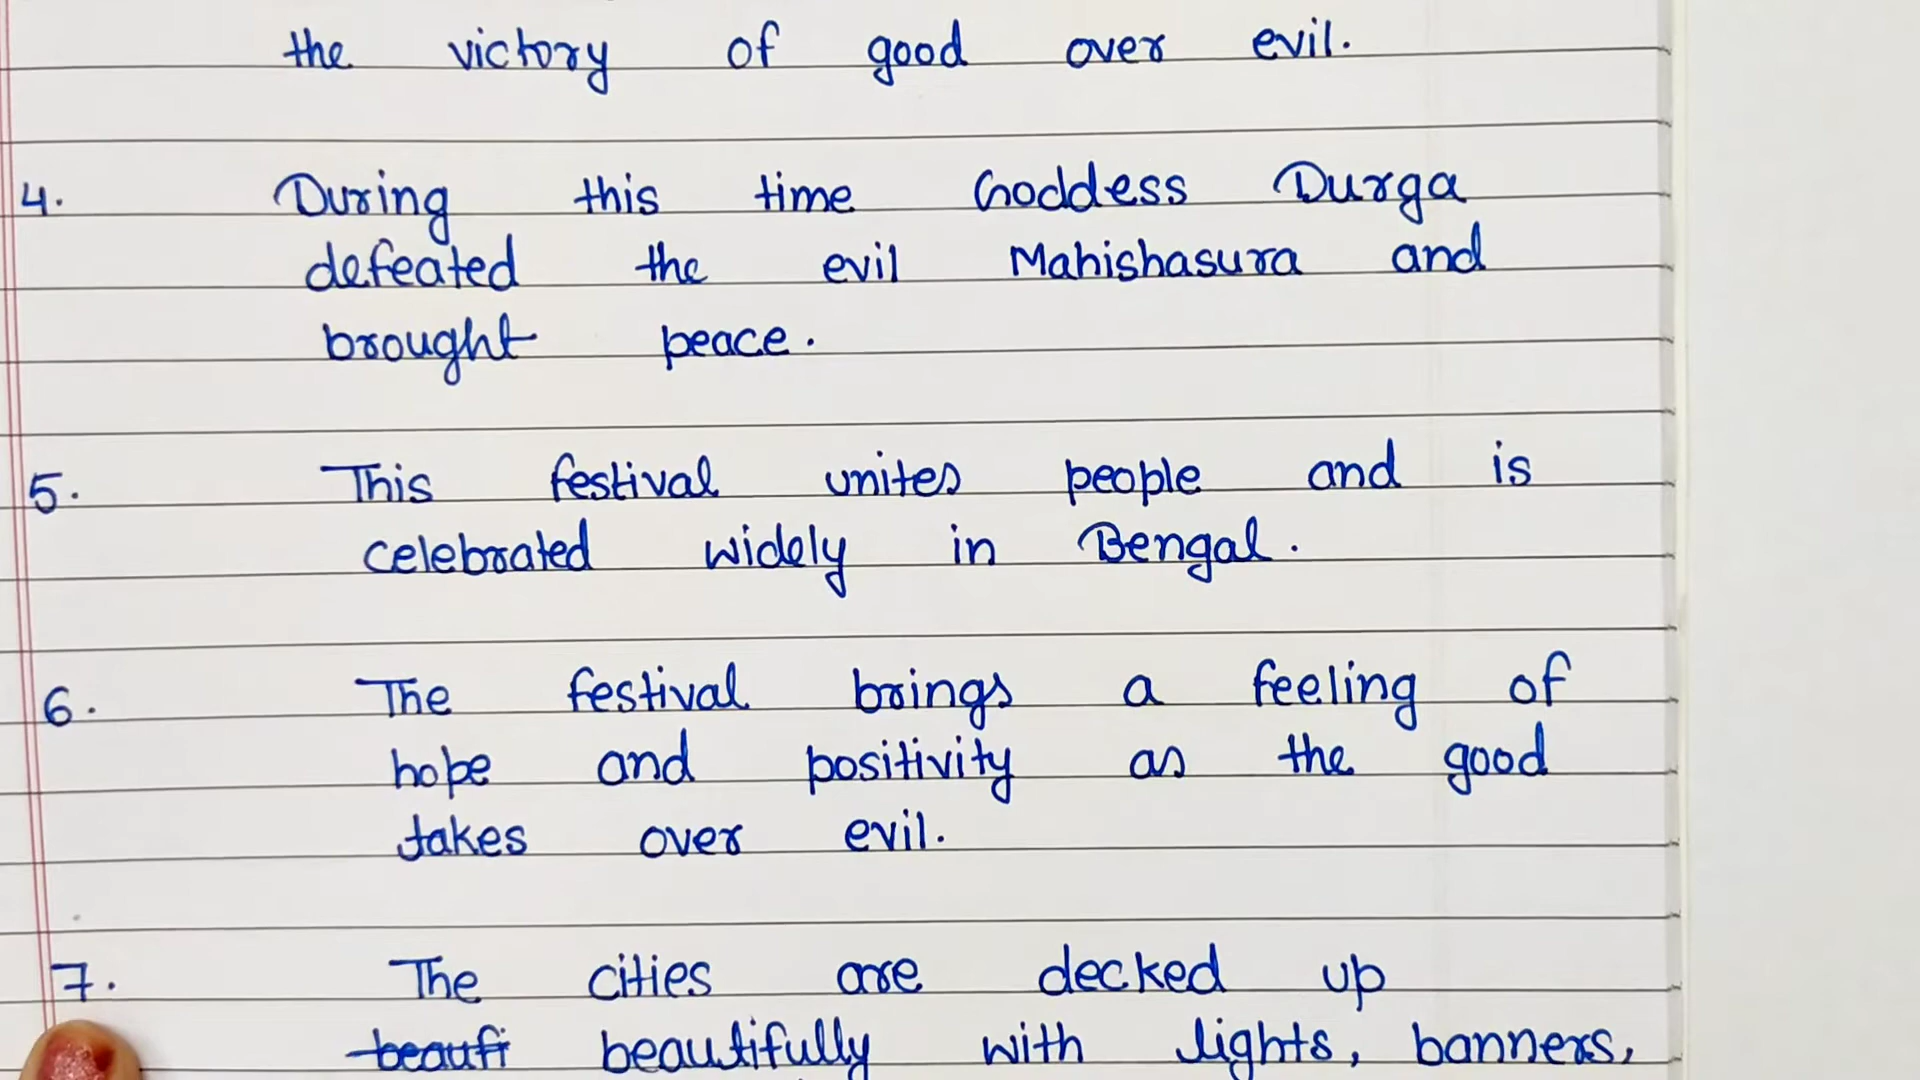 the victory of good over evil.
4. During this time Goddess Durga
defeated the evil Mahishasura and
brought peace.
5. This festival unites people and is
celebrated widely in Bengal.
6. The festival brings a feeling of
hope and positivity as the good
takes over evil.
7. The cities are decked up
beaufi beautifully with lights, banners,